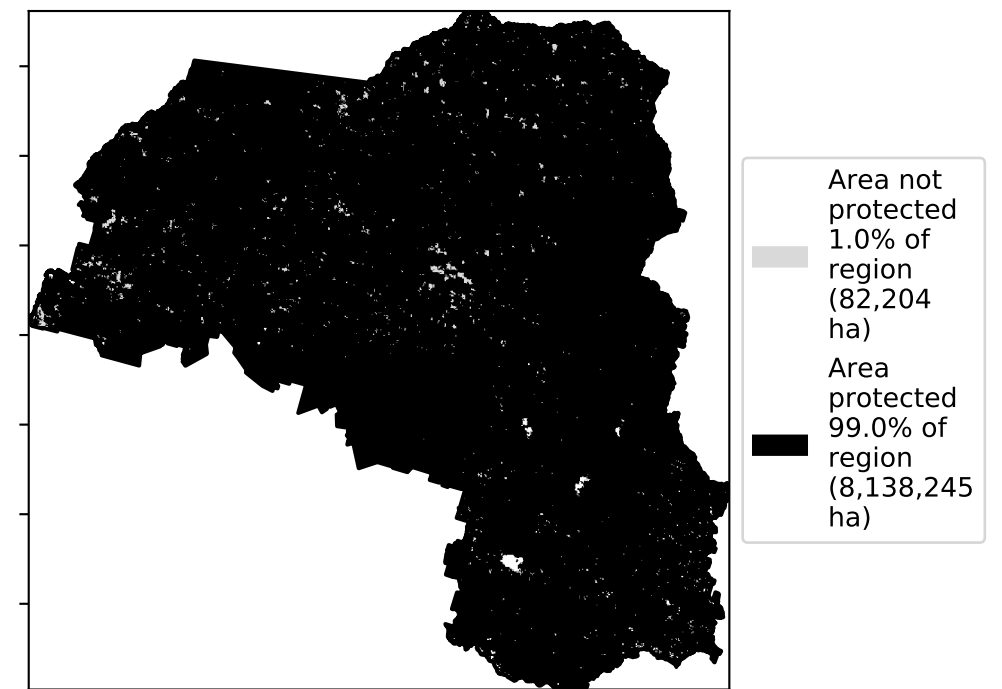 Area not
protected
1.0% of
region
(82,204
ha)
Area
protected
99.0% of
region
(8,138,245
ha)